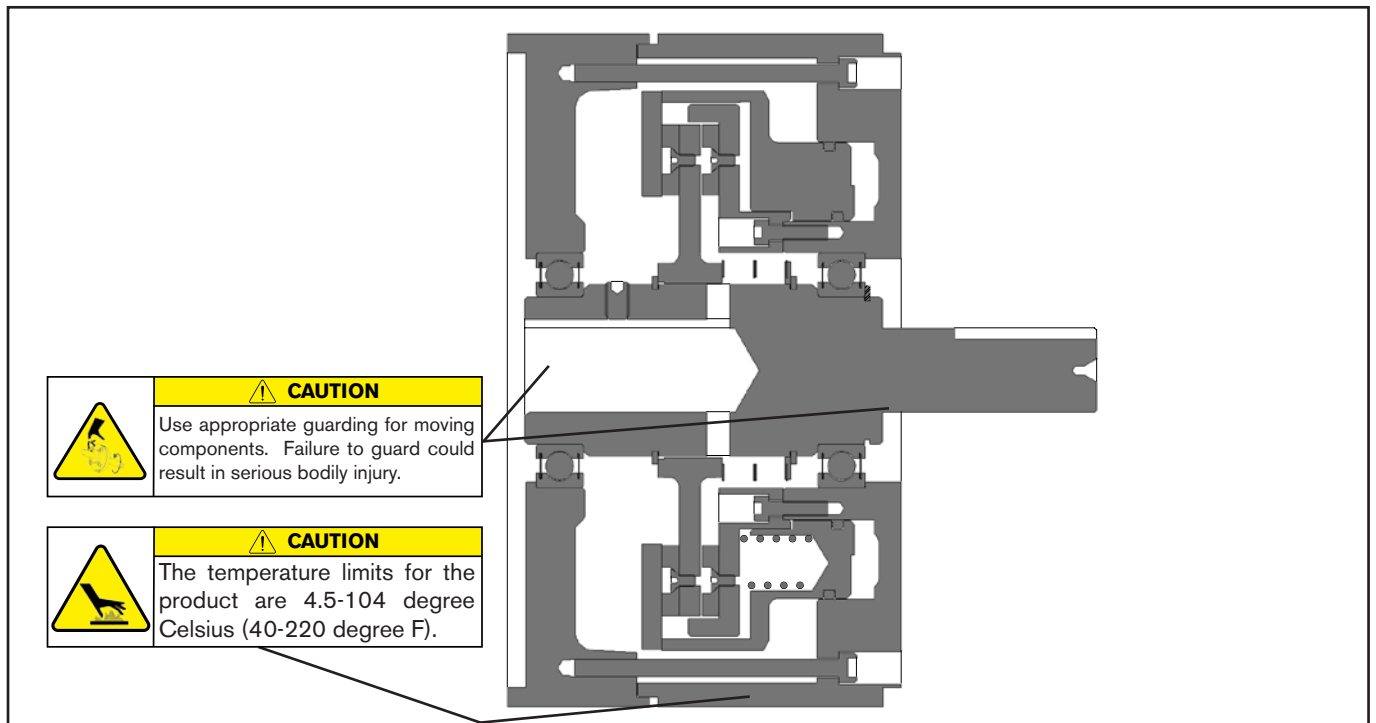 CAUTION
Use appropriate guarding for moving
components. Failure to guard could
result in serious bodily injury.
CAUTION
The temperature limits for the
product are 4.5-104 degree
Celsius (40-220 degree F).